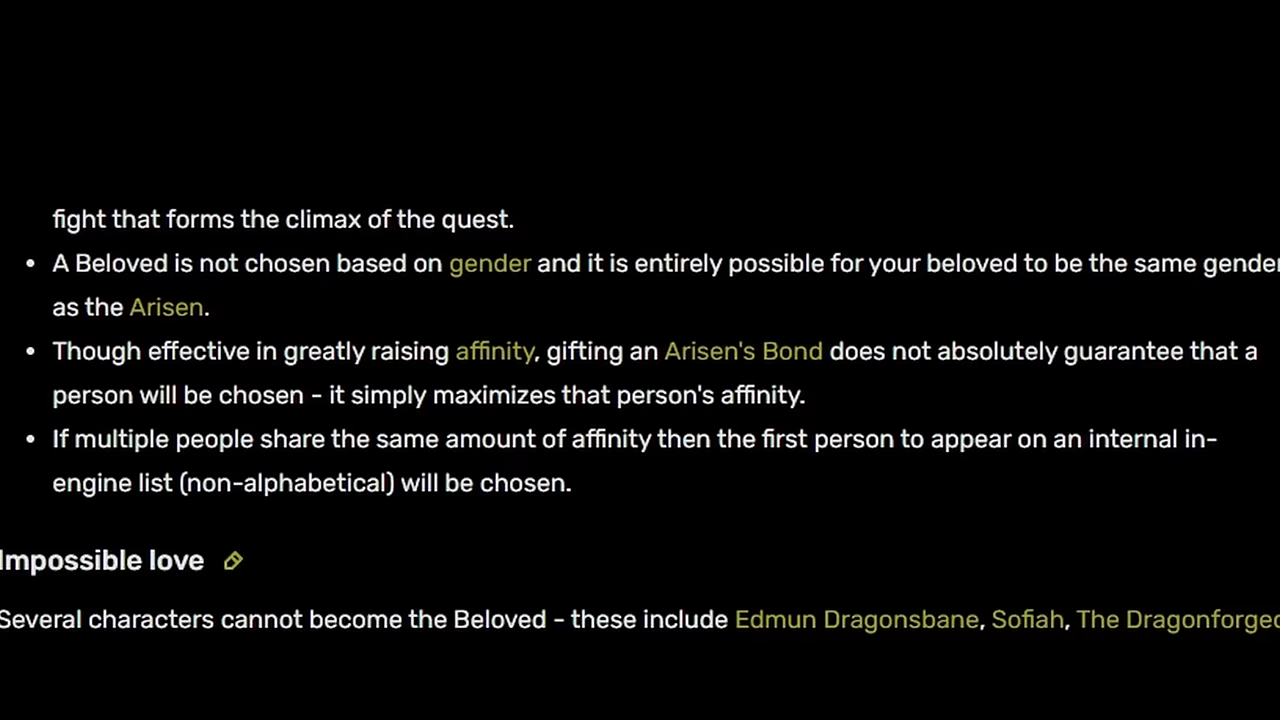 fight that forms the climax of the quest.
• A Beloved is not chosen based on gender and it is entirely possible for your beloved to be the same gender
as the Arisen.
• Though effective in greatly raising affinity, gifting an Arisen's Bond does not absolutely guarantee that a
person will be chosen - it simply maximizes that person's affinity.
• If multiple people share the same amount of affinity then the first person to appear on an internal in-
engine list (non-alphabetical) will be chosen.
Impossible love
Several characters cannot become the Beloved - these include Edmun Dragonsbane, Sofiah, The Dragonforged